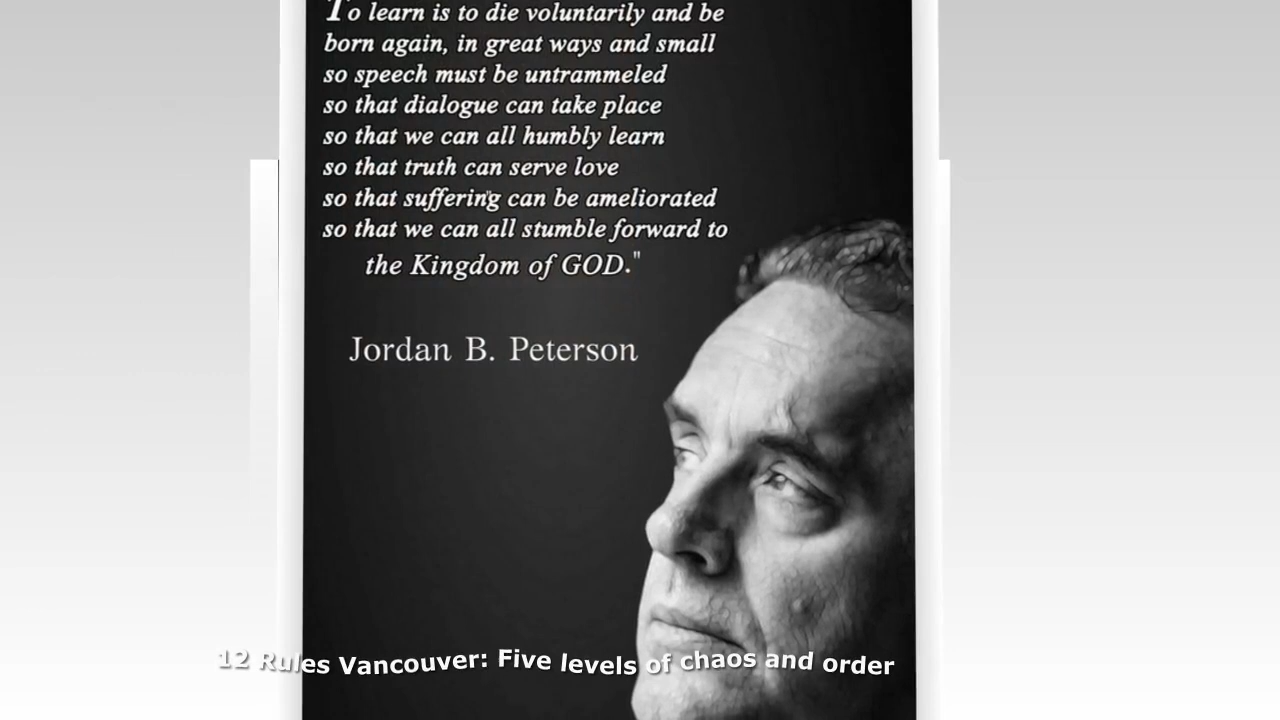 To learn is to die voluntarily and be
born again, in great ways and small
so speech must be untrammeled
so that dialogue can take place
so that we can all humbly learn
so that truth can serve love
so that suffering can be ameliorated
so that we can all stumble forward to
the Kingdom of GOD."
Jordan B. Peterson
12 Rules Vancouver: Five levels of chaos and order